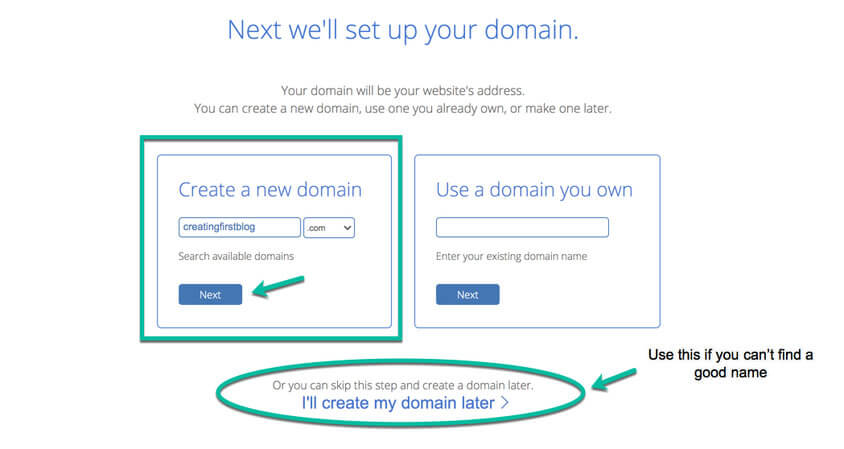 Next we'll set up your domain.
Your domain will be your website's address.
You can create a new domain, use one you already own, or make one later.
Create a new domain
creatingfirstblog .com
Search available domains
Next
Use a domain you own
Enter your existing domain name
Next
Use this if you can't find a
good name
Or you can skip this step and create a domain later.
I'll create my domain later >